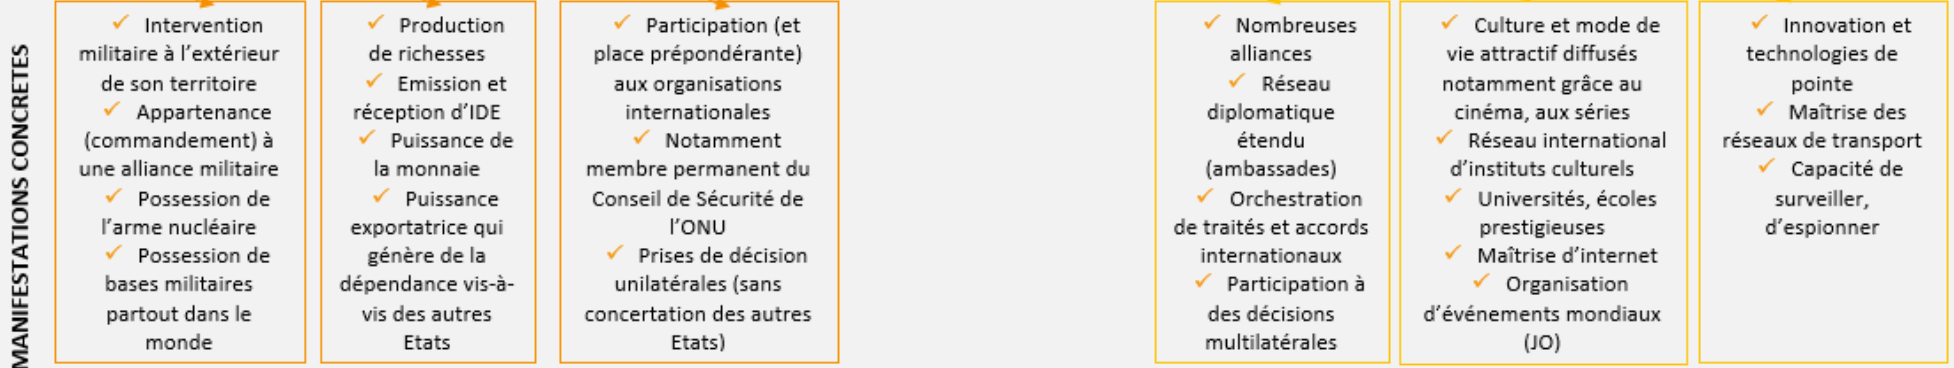 MANIFESTATIONS CONCRETES
✓ Intervention
militaire à l'extérieur
de son territoire
✓ Appartenance
(commandement) à
une alliance militaire
✓ Possession de
l'arme nucléaire
✓ Possession de
bases militaires
partout dans le
monde
✓ Production
de richesses
✓ Emission et
réception d'IDE
✓ Puissance de
la monnaie
✓ Puissance
exportatrice qui
génère de la
dépendance vis-à-
vis des autres
Etats
✓ Participation (et
place prépondérante)
aux organisations
internationales
✓ Notamment
membre permanent du
Conseil de Sécurité de
l'ONU
✓ Prises de décision
unilatérales (sans
concertation des autres
Etats)
✓ Nombreuses
alliances
✓ Réseau
diplomatique
étendu
(ambassades)
✓ Orchestration
de traités et accords
internationaux
✓ Participation à
des décisions
multilatérales
✓ Culture et mode de
vie attractif diffusés
notamment grâce au
cinéma, aux séries
✓ Réseau international
d'instituts culturels
✓ Universités, écoles
prestigieuses
✓ Maîtrise d'internet
✓ Organisation
d'événements mondiaux
(JO)
✓ Innovation et
technologies de
pointe
✓ Maîtrise des
réseaux de transport
✓ Capacité de
surveiller,
d'espionner